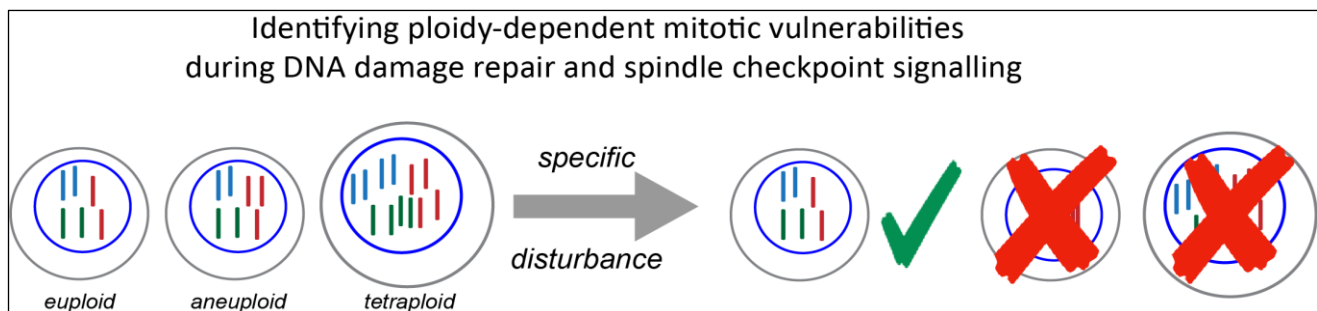 Identifying ploidy-dependent mitotic vulnerabilities
during DNA damage repair and spindle checkpoint signalling
specific
disturbance
euploid
aneuploid
tetraploid